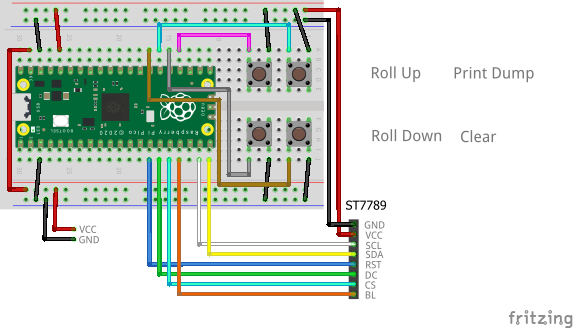 Roll Up Print Dump
Roll Down Clear
BOOTSEL
Raspberry Pi Pico ©2020
ST7789
GND
VCC
SCL
SDA
RST
DC
CS
BL
VCC
GND
fritzing